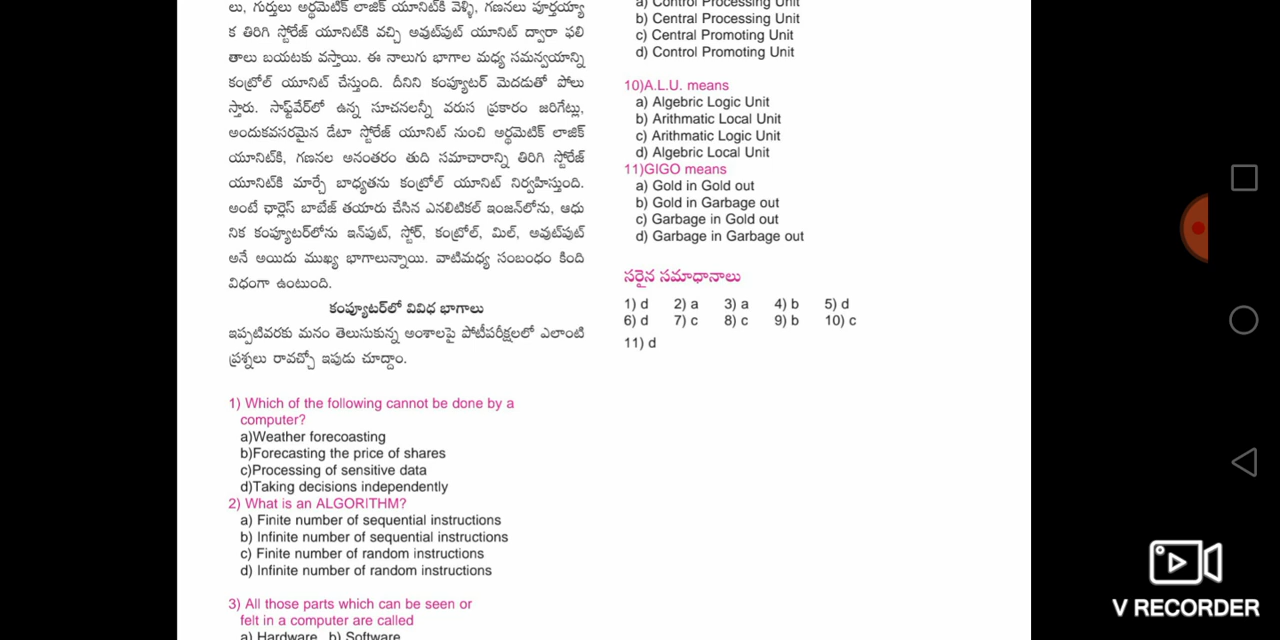 లు, గుర్తులు అర్థమెటిక్ లాజిక్ యూనిట్‌కి వెళ్ళి, గణనలు పూర్తయ్యా
క తిరిగి స్టోరేజ్ యూనిట్‌కి వచ్చి అవుట్‌పుట్ యూనిట్ ద్వారా ఫలి
తాలు బయటకు వస్తాయి. ఈ నాలుగు భాగాల మధ్య సమన్వయాన్ని
కంట్రోల్ యూనిట్ చేస్తుంది. దీనిని కంప్యూటర్ మెదడుతో పోలు
స్తారు. సాఫ్ట్‌వేర్‌లో ఉన్న సూచనలన్నీ వరుస ప్రకారం జరిగేట్లు,
అందుకవసరమైన డేటా స్టోరేజ్ యూనిట్ నుంచి అర్థమెటిక్ లాజిక్
యూనిట్‌కి, గణనల అనంతరం తుది సమాచారాన్ని తిరిగి స్టోరేజ్
యూనిట్‌కి మార్చే బాధ్యతను కంట్రోల్ యూనిట్ నిర్వహిస్తుంది.
అంటే ఛార్లెస్ బాబేజ్ తయారు చేసిన ఎనలిటికల్ ఇంజన్‌లోను, ఆధు
నిక కంప్యూటర్‌లోను ఇన్‌పుట్, స్టోర్, కంట్రోల్, మిల్, అవుట్‌పుట్
అనే అయిదు ముఖ్య భాగాలున్నాయి. వాటిమధ్య సంబంధం కింది
విధంగా ఉంటుంది.
కంప్యూటర్‌లో వివిధ భాగాలు
ఇప్పటివరకు మనం తెలుసుకున్న అంశాలపై పోటీపరీక్షలలో ఎలాంటి
ప్రశ్నలు రావచ్చో ఇపుడు చూద్దాం.
1) Which of the following cannot be done by a
computer?
a)Weather forecoasting
b)Forecasting the price of shares
c)Processing of sensitive data
d)Taking decisions independently
2) What is an ALGORITHM?
a) Finite number of sequential instructions
b) Infinite number of sequential instructions
c) Finite number of random instructions
d) Infinite number of random instructions
3) All those parts which can be seen or
felt in a computer are called
a) Hardware b) Software
a) Control Processing Unit
b) Central Processing Unit
c) Central Promoting Unit
d) Control Promoting Unit
10)A.L.U. means
a) Algebric Logic Unit
b) Arithmatic Local Unit
c) Arithmatic Logic Unit
d) Algebric Local Unit
11)GIGO means
a) Gold in Gold out
b) Gold in Garbage out
c) Garbage in Gold out
d) Garbage in Garbage out
సరైన సమాధానాలు
1) d 2) a 3) a 4) b 5) d
6) d 7) c 8) c 9) b 10) c
11) d
V RECORDER